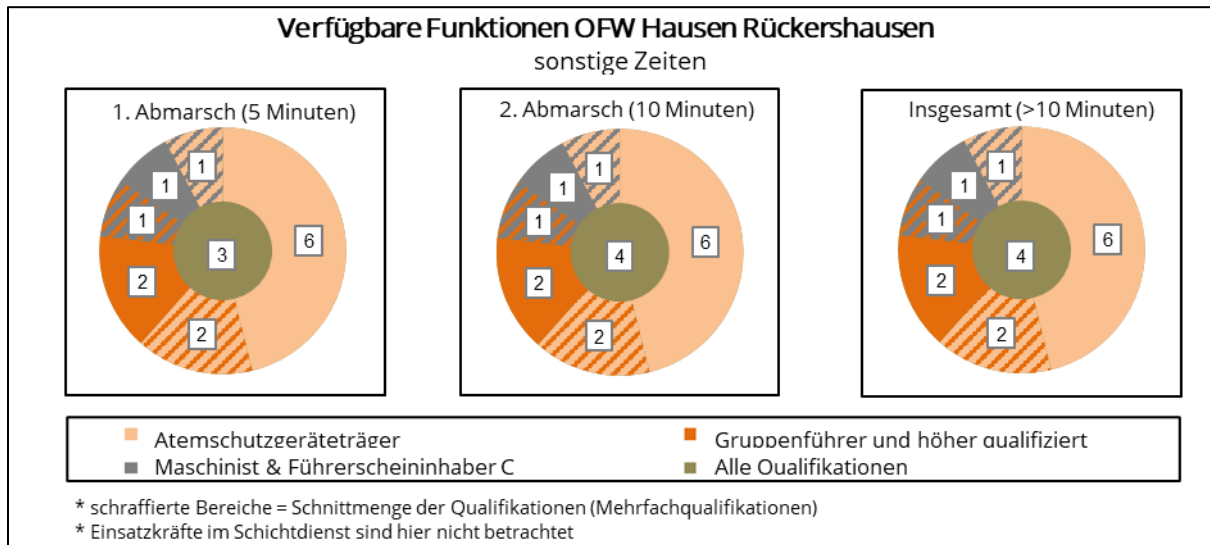 Verfügbare Funktionen OFW Hausen Rückershausen
sonstige Zeiten
1. Abmarsch (5 Minuten)
1
1
1
6
3
2
2
2. Abmarsch (10 Minuten)
1
1
1
6
4
2
2
Insgesamt (>10 Minuten)
1
1
1
6
4
2
2
Atemschutzgeräteträger
Gruppenführer und höher qualifiziert
Maschinist & Führerscheininhaber C
Alle Qualifikationen
* schraffierte Bereiche = Schnittmenge der Qualifikationen (Mehrfachqualifikationen)
* Einsatzkräfte im Schichtdienst sind hier nicht betrachtet